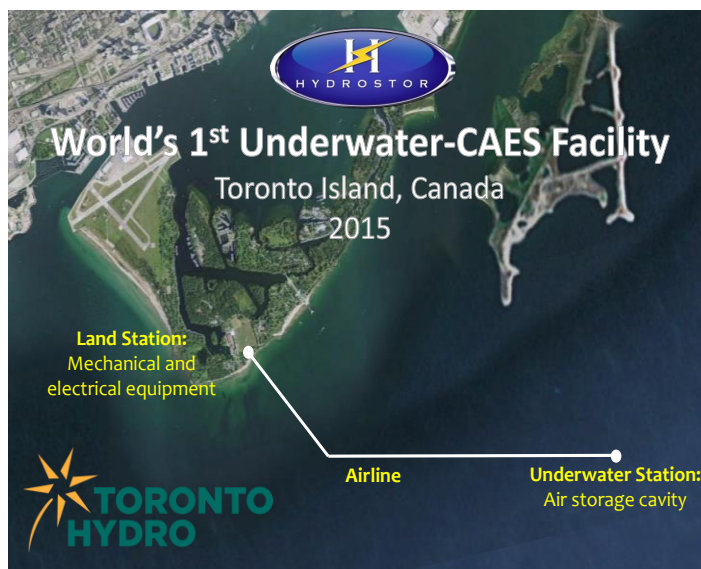 H
HYDROSTOR
World's 1st Underwater-CAES Facility
Toronto Island, Canada
2015
Land Station:
Mechanical and
electrical equipment
Airline
Underwater Station:
Air storage cavity
TORONTO
HYDRO